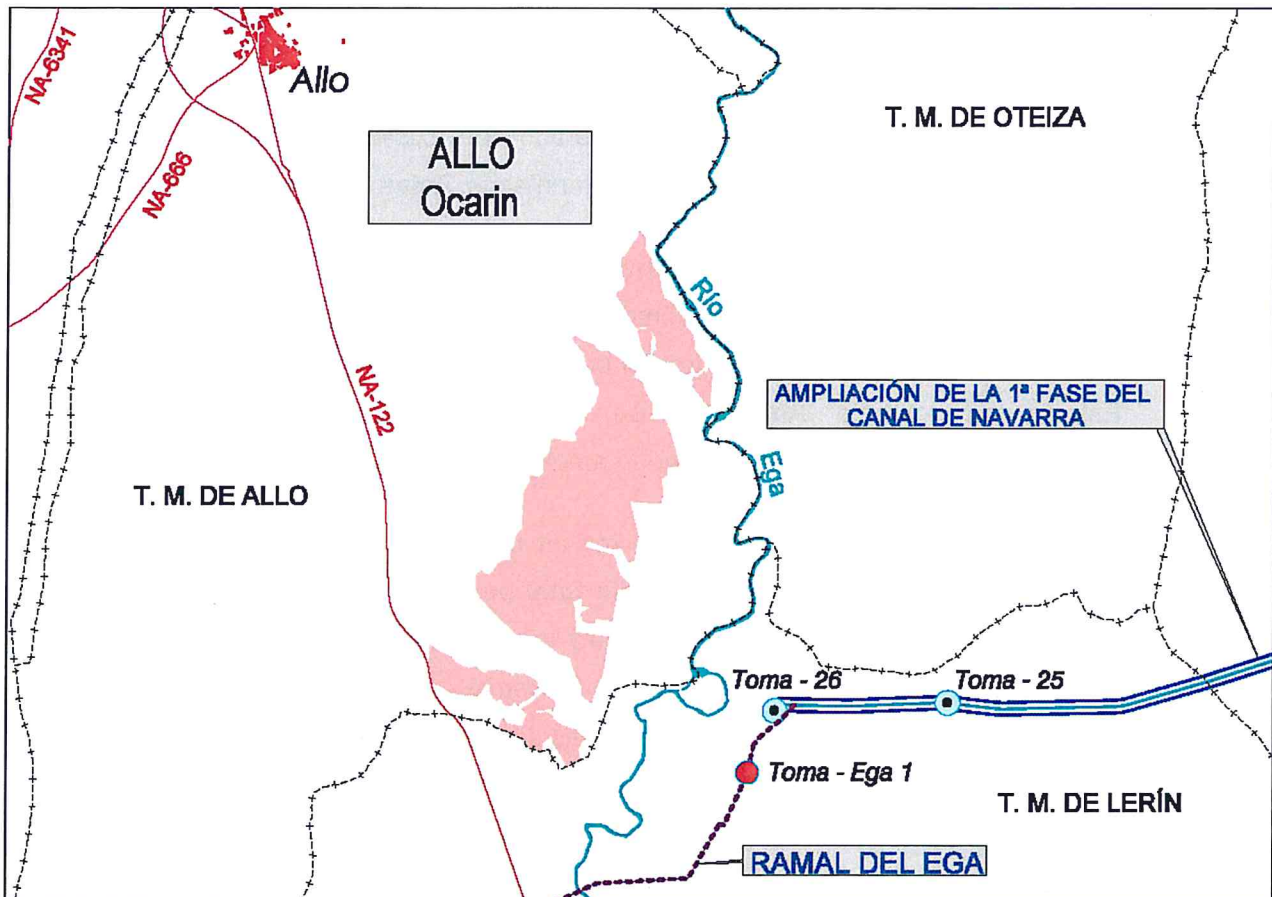 NA-6341
Allo
NA-666
ALLO
Ocarin
T. M. DE OTEIZA
Río
NA-122
AMPLIACIÓN DE LA 1ª FASE DEL
CANAL DE NAVARRA
Ega
T. M. DE ALLO
Toma - 26
Toma - 25
Toma - Ega 1
T. M. DE LERÍN
RAMAL DEL EGA